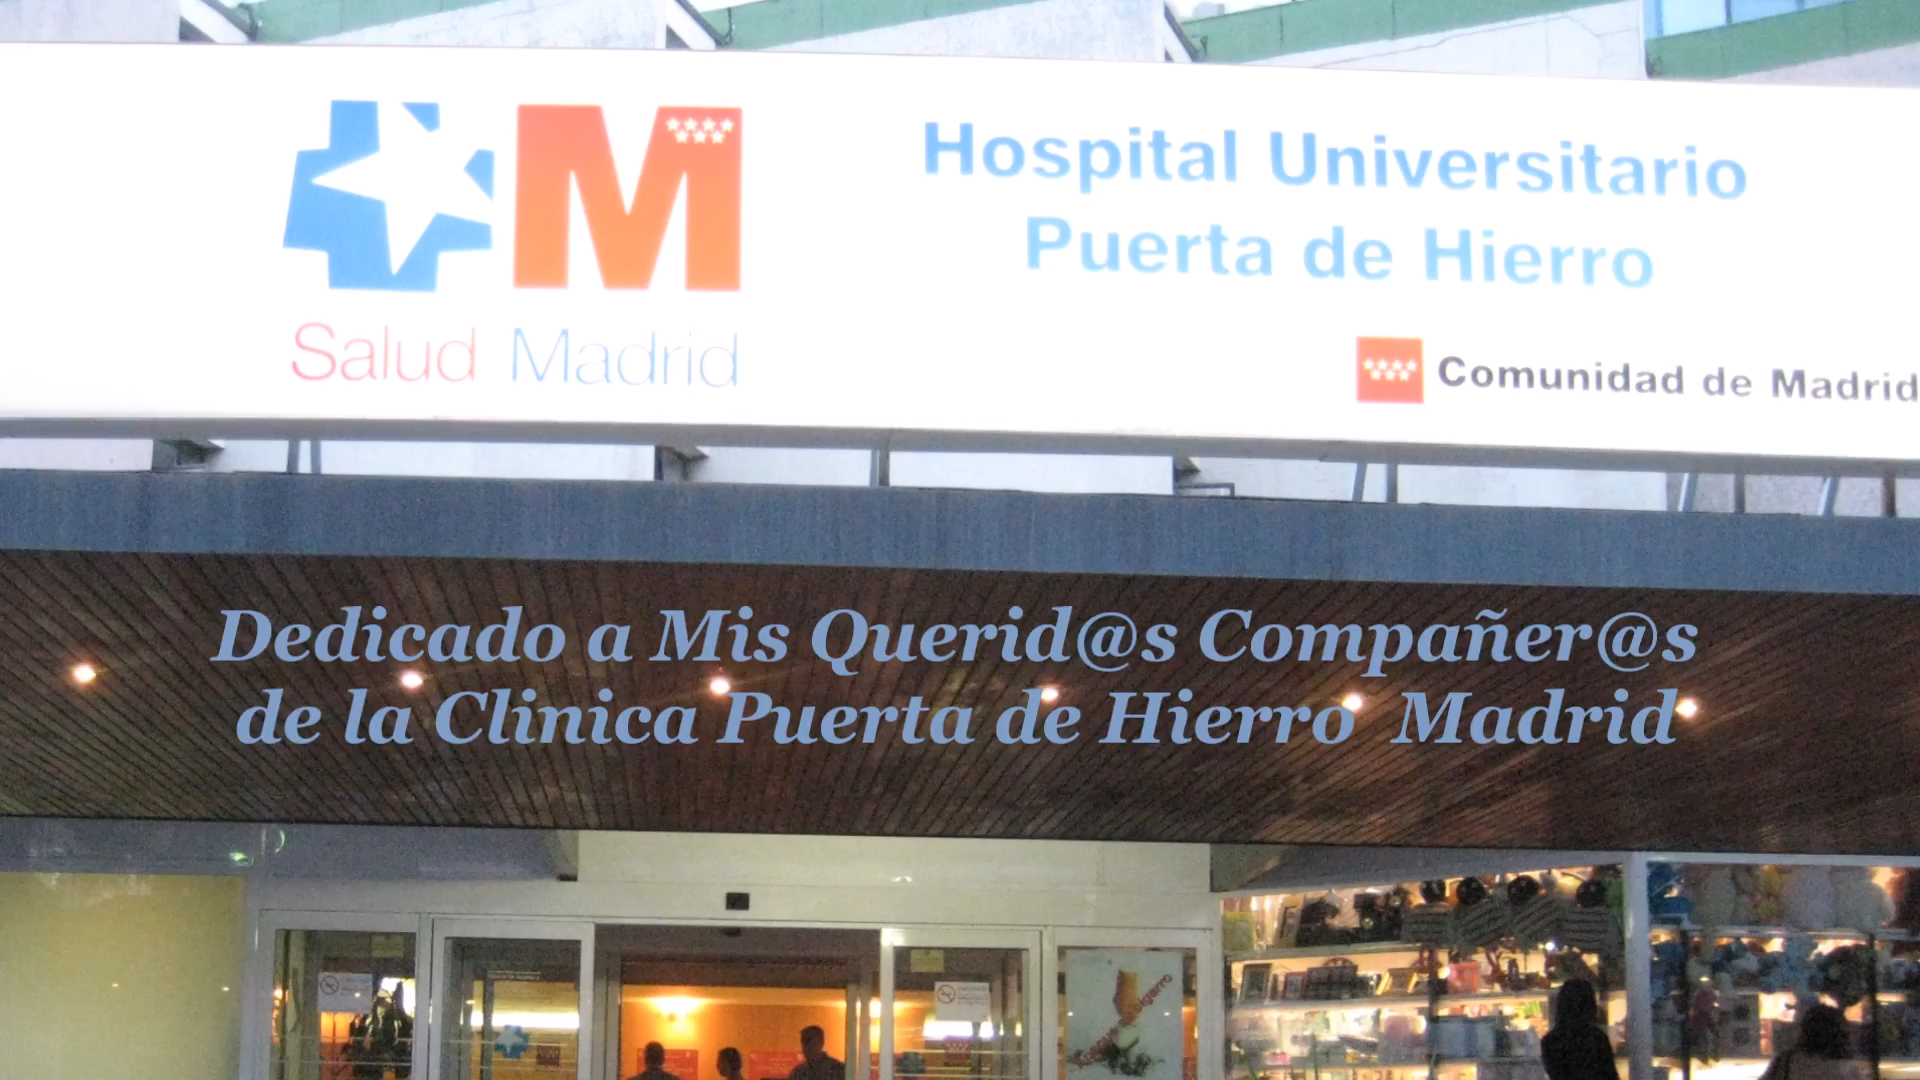 M
Salud Madrid
Hospital Universitario
Puerta de Hierro
Comunidad de Madrid
Dedicado a Mis Querid@s Compañer@s
de la Clinica Puerta de Hierro Madrid